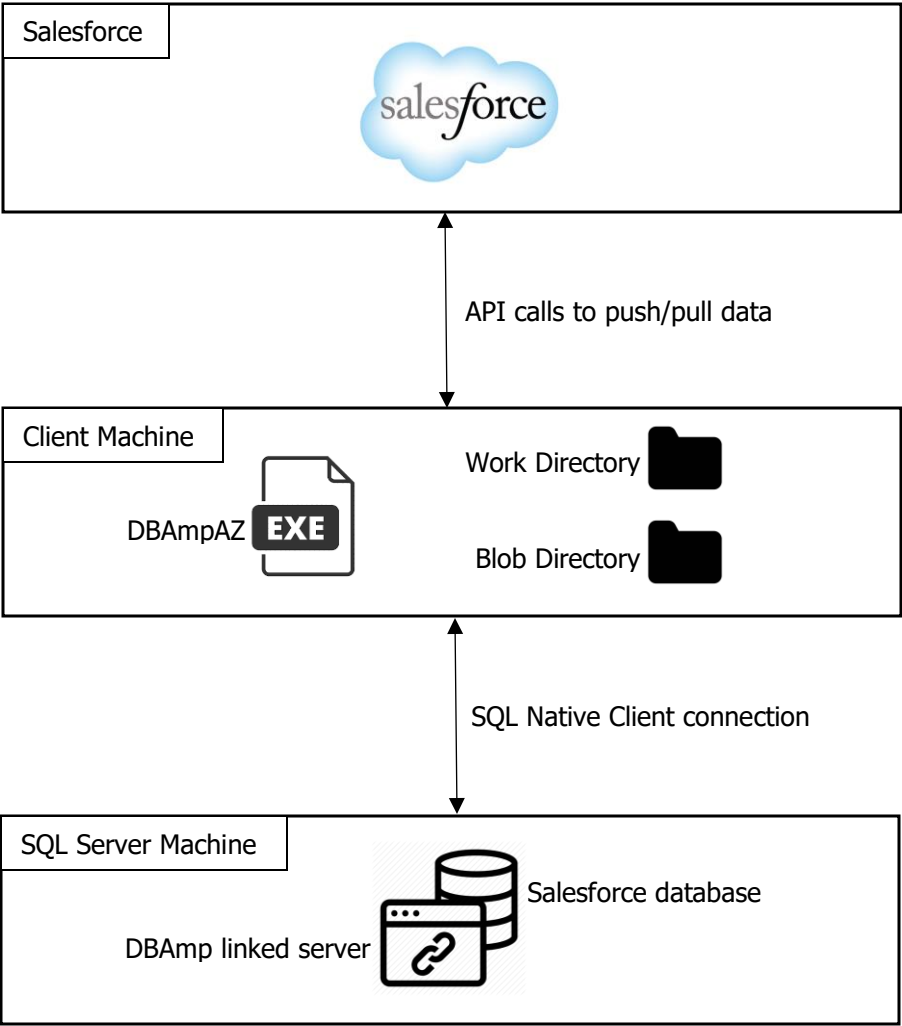 Salesforce
salesforce
API calls to push/pull data
Client Machine
Work Directory
DBAmpAZ
EXE
Blob Directory
SQL Native Client connection
SQL Server Machine
Salesforce database
DBAmp linked server